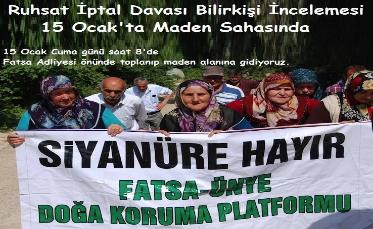 Ruhsat İptal Davası Bilirkişi İncelemesi
15 Ocak'ta Maden Sahasında
15 Ocak Cuma günü saat 8'de
Fatsa Adliyesi önünde toplanıp maden alanına gidiyoruz.
SİYANÜRE HAYIR
FATSA-ÜNYE
DOĞA KORUMA PLATFORMU